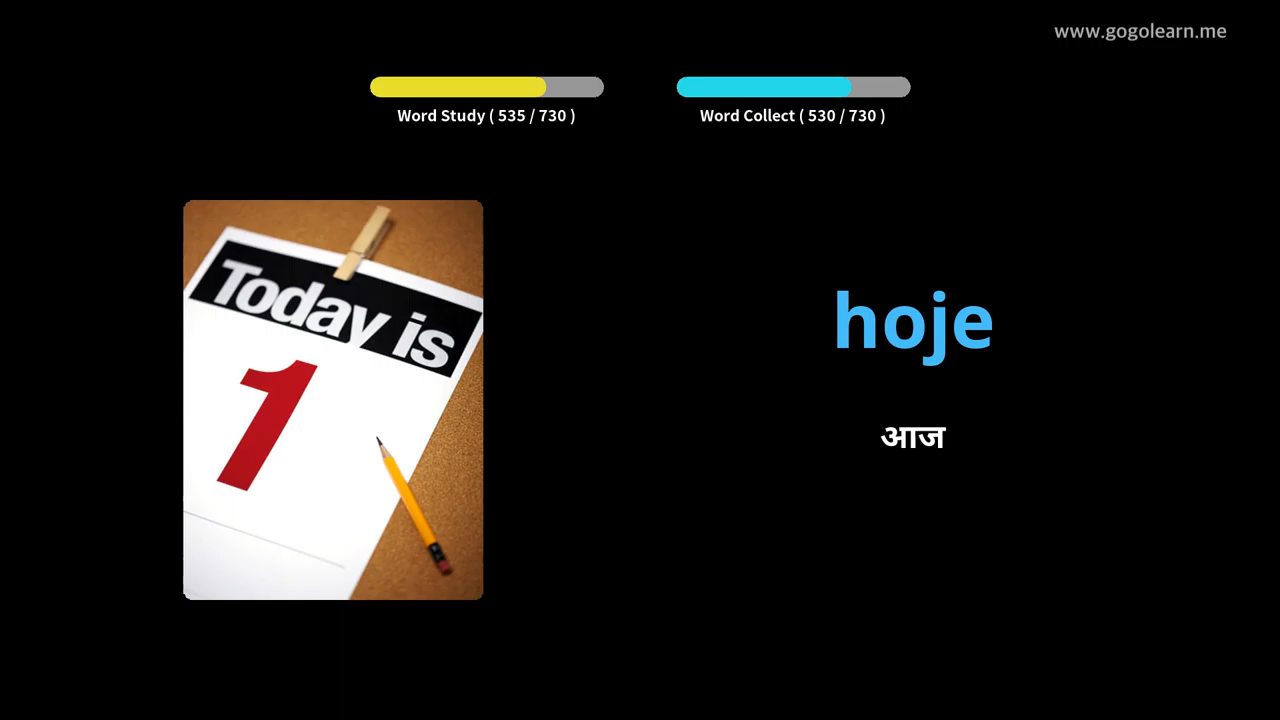 www.gogolearn.me
Word Study ( 535 / 730 )
Word Collect ( 530 / 730 )
Today is
1
hoje
आज